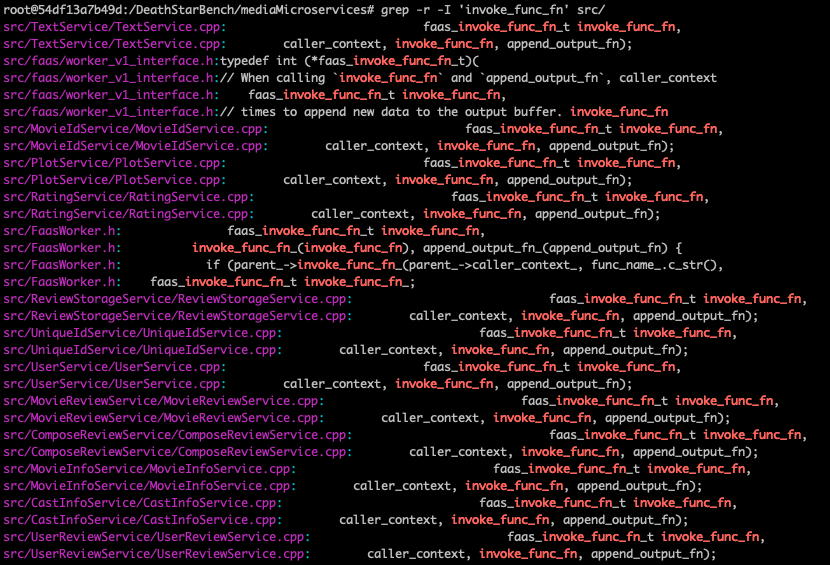 root@54df13a7b49d:/DeathStarBench/mediaMicroservices# grep -r -I 'invoke_func_fn' src/
src/TextService/TextService.cpp:                            faas_invoke_func_fn_t invoke_func_fn,
src/TextService/TextService.cpp:        caller_context, invoke_func_fn, append_output_fn);
src/faas/worker_v1_interface.h:typedef int (*faas_invoke_func_fn_t)(
src/faas/worker_v1_interface.h:// When calling `invoke_func_fn` and `append_output_fn`, caller_context
src/faas/worker_v1_interface.h:    faas_invoke_func_fn_t invoke_func_fn,
src/faas/worker_v1_interface.h:// times to append new data to the output buffer. invoke_func_fn
src/MovieIdService/MovieIdService.cpp:                            faas_invoke_func_fn_t invoke_func_fn,
src/MovieIdService/MovieIdService.cpp:        caller_context, invoke_func_fn, append_output_fn);
src/PlotService/PlotService.cpp:                            faas_invoke_func_fn_t invoke_func_fn,
src/PlotService/PlotService.cpp:        caller_context, invoke_func_fn, append_output_fn);
src/RatingService/RatingService.cpp:                            faas_invoke_func_fn_t invoke_func_fn,
src/RatingService/RatingService.cpp:        caller_context, invoke_func_fn, append_output_fn);
src/FaasWorker.h:               faas_invoke_func_fn_t invoke_func_fn,
src/FaasWorker.h:          invoke_func_fn_(invoke_func_fn), append_output_fn_(append_output_fn) {
src/FaasWorker.h:            if (parent_->invoke_func_fn_(parent_->caller_context_, func_name_.c_str(),
src/FaasWorker.h:    faas_invoke_func_fn_t invoke_func_fn_;
src/ReviewStorageService/ReviewStorageService.cpp:                            faas_invoke_func_fn_t invoke_func_fn,
src/ReviewStorageService/ReviewStorageService.cpp:        caller_context, invoke_func_fn, append_output_fn);
src/UniqueIdService/UniqueIdService.cpp:                            faas_invoke_func_fn_t invoke_func_fn,
src/UniqueIdService/UniqueIdService.cpp:        caller_context, invoke_func_fn, append_output_fn);
src/UserService/UserService.cpp:                            faas_invoke_func_fn_t invoke_func_fn,
src/UserService/UserService.cpp:        caller_context, invoke_func_fn, append_output_fn);
src/MovieReviewService/MovieReviewService.cpp:                            faas_invoke_func_fn_t invoke_func_fn,
src/MovieReviewService/MovieReviewService.cpp:        caller_context, invoke_func_fn, append_output_fn);
src/ComposeReviewService/ComposeReviewService.cpp:                            faas_invoke_func_fn_t invoke_func_fn,
src/ComposeReviewService/ComposeReviewService.cpp:        caller_context, invoke_func_fn, append_output_fn);
src/MovieInfoService/MovieInfoService.cpp:                            faas_invoke_func_fn_t invoke_func_fn,
src/MovieInfoService/MovieInfoService.cpp:        caller_context, invoke_func_fn, append_output_fn);
src/CastInfoService/CastInfoService.cpp:                            faas_invoke_func_fn_t invoke_func_fn,
src/CastInfoService/CastInfoService.cpp:        caller_context, invoke_func_fn, append_output_fn);
src/UserReviewService/UserReviewService.cpp:                            faas_invoke_func_fn_t invoke_func_fn,
src/UserReviewService/UserReviewService.cpp:        caller_context, invoke_func_fn, append_output_fn);